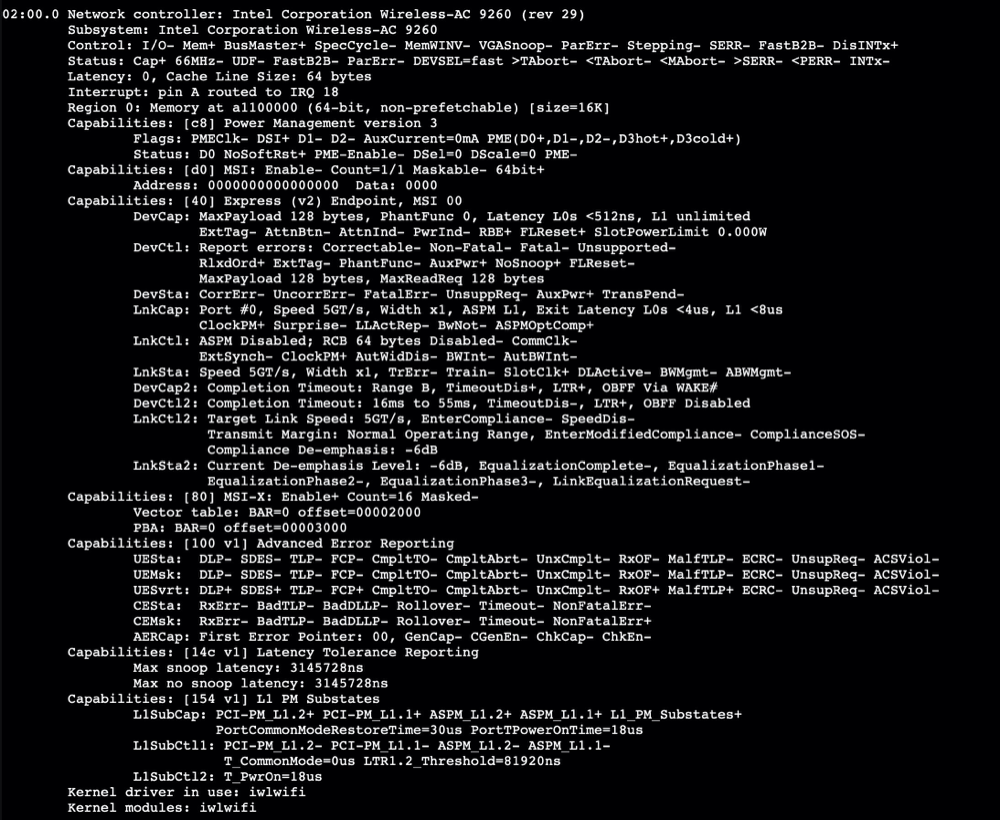 02:00.0 Network controller: Intel Corporation Wireless-AC 9260 (rev 29)
Subsystem: Intel Corporation Wireless-AC 9260
Control: I/O- Mem+ BusMaster+ SpecCycle- MemWINV- VGASnoop- ParErr- Stepping- SERR- FastB2B- DisINTx+
Status: Cap+ 66MHz- UDF- FastB2B- ParErr- DEVSEL=fast >TAbort- <TAbort- <MAbort- >SERR- <PERR- INTx-
Latency: 0, Cache Line Size: 64 bytes
Interrupt: pin A routed to IRQ 18
Region 0: Memory at a1100000 (64-bit, non-prefetchable) [size=16K]
Capabilities: [c8] Power Management version 3
Flags: PMEClk- DSI+ D1- D2- AuxCurrent=0mA PME(D0+,D1-,D2-,D3hot+,D3cold+)
Status: D0 NoSoftRst+ PME-Enable- DSel=0 DScale=0 PME-
Capabilities: [d0] MSI: Enable- Count=1/1 Maskable- 64bit+
Address: 0000000000000000  Data: 0000
Capabilities: [40] Express (v2) Endpoint, MSI 00
DevCap: MaxPayload 128 bytes, PhantFunc 0, Latency L0s <512ns, L1 unlimited
ExtTag- AttnBtn- AttnInd- PwrInd- RBE+ FLReset+ SlotPowerLimit 0.000W
DevCtl: Report errors: Correctable- Non-Fatal- Fatal- Unsupported-
RlxdOrd+ ExtTag- PhantFunc- AuxPwr+ NoSnoop+ FLReset-
MaxPayload 128 bytes, MaxReadReq 128 bytes
DevSta: CorrErr- UncorrErr- FatalErr- UnsuppReq- AuxPwr+ TransPend-
LnkCap: Port #0, Speed 5GT/s, Width x1, ASPM L1, Exit Latency L0s <4us, L1 <8us
ClockPM+ Surprise- LLActRep- BwNot- ASPMOptComp+
LnkCtl: ASPM Disabled; RCB 64 bytes Disabled- CommClk-
ExtSynch- ClockPM+ AutWidDis- BWInt- AutBWInt-
LnkSta: Speed 5GT/s, Width x1, TrErr- Train- SlotClk+ DLActive- BWMgmt- ABWMgmt-
DevCap2: Completion Timeout: Range B, TimeoutDis+, LTR+, OBFF Via WAKE#
DevCtl2: Completion Timeout: 16ms to 55ms, TimeoutDis-, LTR+, OBFF Disabled
LnkCtl2: Target Link Speed: 5GT/s, EnterCompliance- SpeedDis-
Transmit Margin: Normal Operating Range, EnterModifiedCompliance- ComplianceSOS-
Compliance De-emphasis: -6dB
LnkSta2: Current De-emphasis Level: -6dB, EqualizationComplete-, EqualizationPhase1-
EqualizationPhase2-, EqualizationPhase3-, LinkEqualizationRequest-
Capabilities: [80] MSI-X: Enable+ Count=16 Masked-
Vector table: BAR=0 offset=00002000
PBA: BAR=0 offset=00003000
Capabilities: [100 v1] Advanced Error Reporting
UESta:  DLP- SDES- TLP- FCP- CmpltTO- CmpltAbrt- UnxCmplt- RxOF- MalfTLP- ECRC- UnsupReq- ACSViol-
UEMsk:  DLP- SDES- TLP- FCP- CmpltTO- CmpltAbrt- UnxCmplt- RxOF- MalfTLP- ECRC- UnsupReq- ACSViol-
UESvrt: DLP+ SDES+ TLP- FCP+ CmpltTO- CmpltAbrt- UnxCmplt- RxOF+ MalfTLP+ ECRC- UnsupReq- ACSViol-
CESta:  RxErr- BadTLP- BadDLLP- Rollover- Timeout- NonFatalErr-
CEMsk:  RxErr- BadTLP- BadDLLP- Rollover- Timeout- NonFatalErr+
AERCap: First Error Pointer: 00, GenCap- CGenEn- ChkCap- ChkEn-
Capabilities: [14c v1] Latency Tolerance Reporting
Max snoop latency: 3145728ns
Max no snoop latency: 3145728ns
Capabilities: [154 v1] L1 PM Substates
L1SubCap: PCI-PM_L1.2+ PCI-PM_L1.1+ ASPM_L1.2+ ASPM_L1.1+ L1_PM_Substates+
PortCommonModeRestoreTime=30us PortTPowerOnTime=18us
L1SubCtl1: PCI-PM_L1.2- PCI-PM_L1.1- ASPM_L1.2- ASPM_L1.1-
T_CommonMode=0us LTR1.2_Threshold=81920ns
L1SubCtl2: T_PwrOn=18us
Kernel driver in use: iwlwifi
Kernel modules: iwlwifi